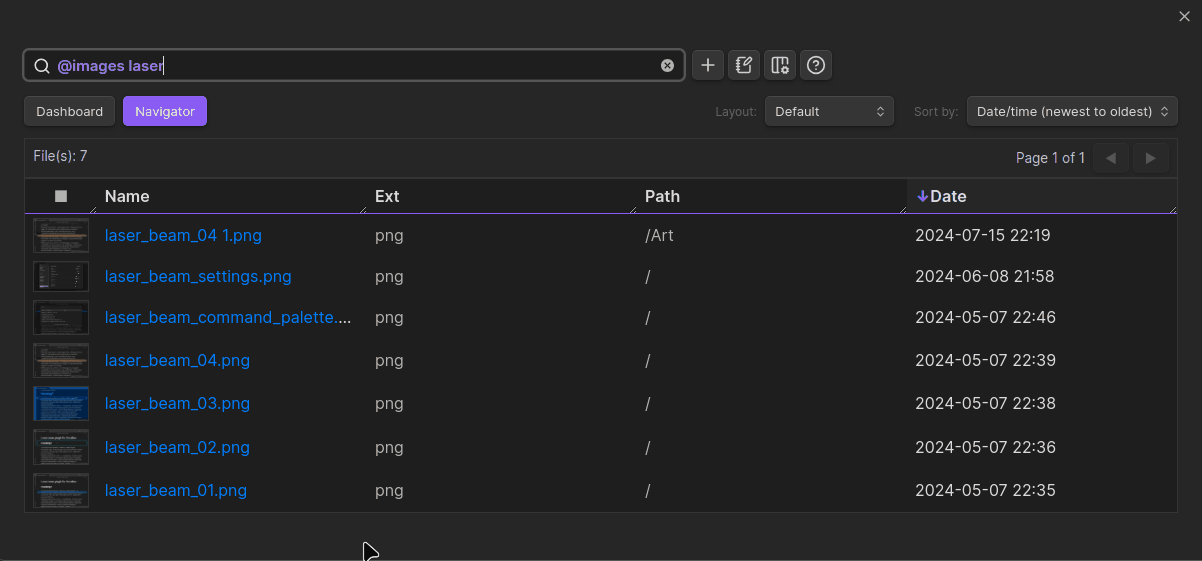 @images laser
Dashboard Navigator Layout: Default Sort by: Date/time (newest to oldest)
File(s): 7 Page 1 of 1
Name Ext Path Date
laser_beam_04 1.png png /Art 2024-07-15 22:19
laser_beam_settings.png png / 2024-06-08 21:58
laser_beam_command_palette.... png / 2024-05-07 22:46
laser_beam_04.png png / 2024-05-07 22:39
laser_beam_03.png png / 2024-05-07 22:38
laser_beam_02.png png / 2024-05-07 22:36
laser_beam_01.png png / 2024-05-07 22:35